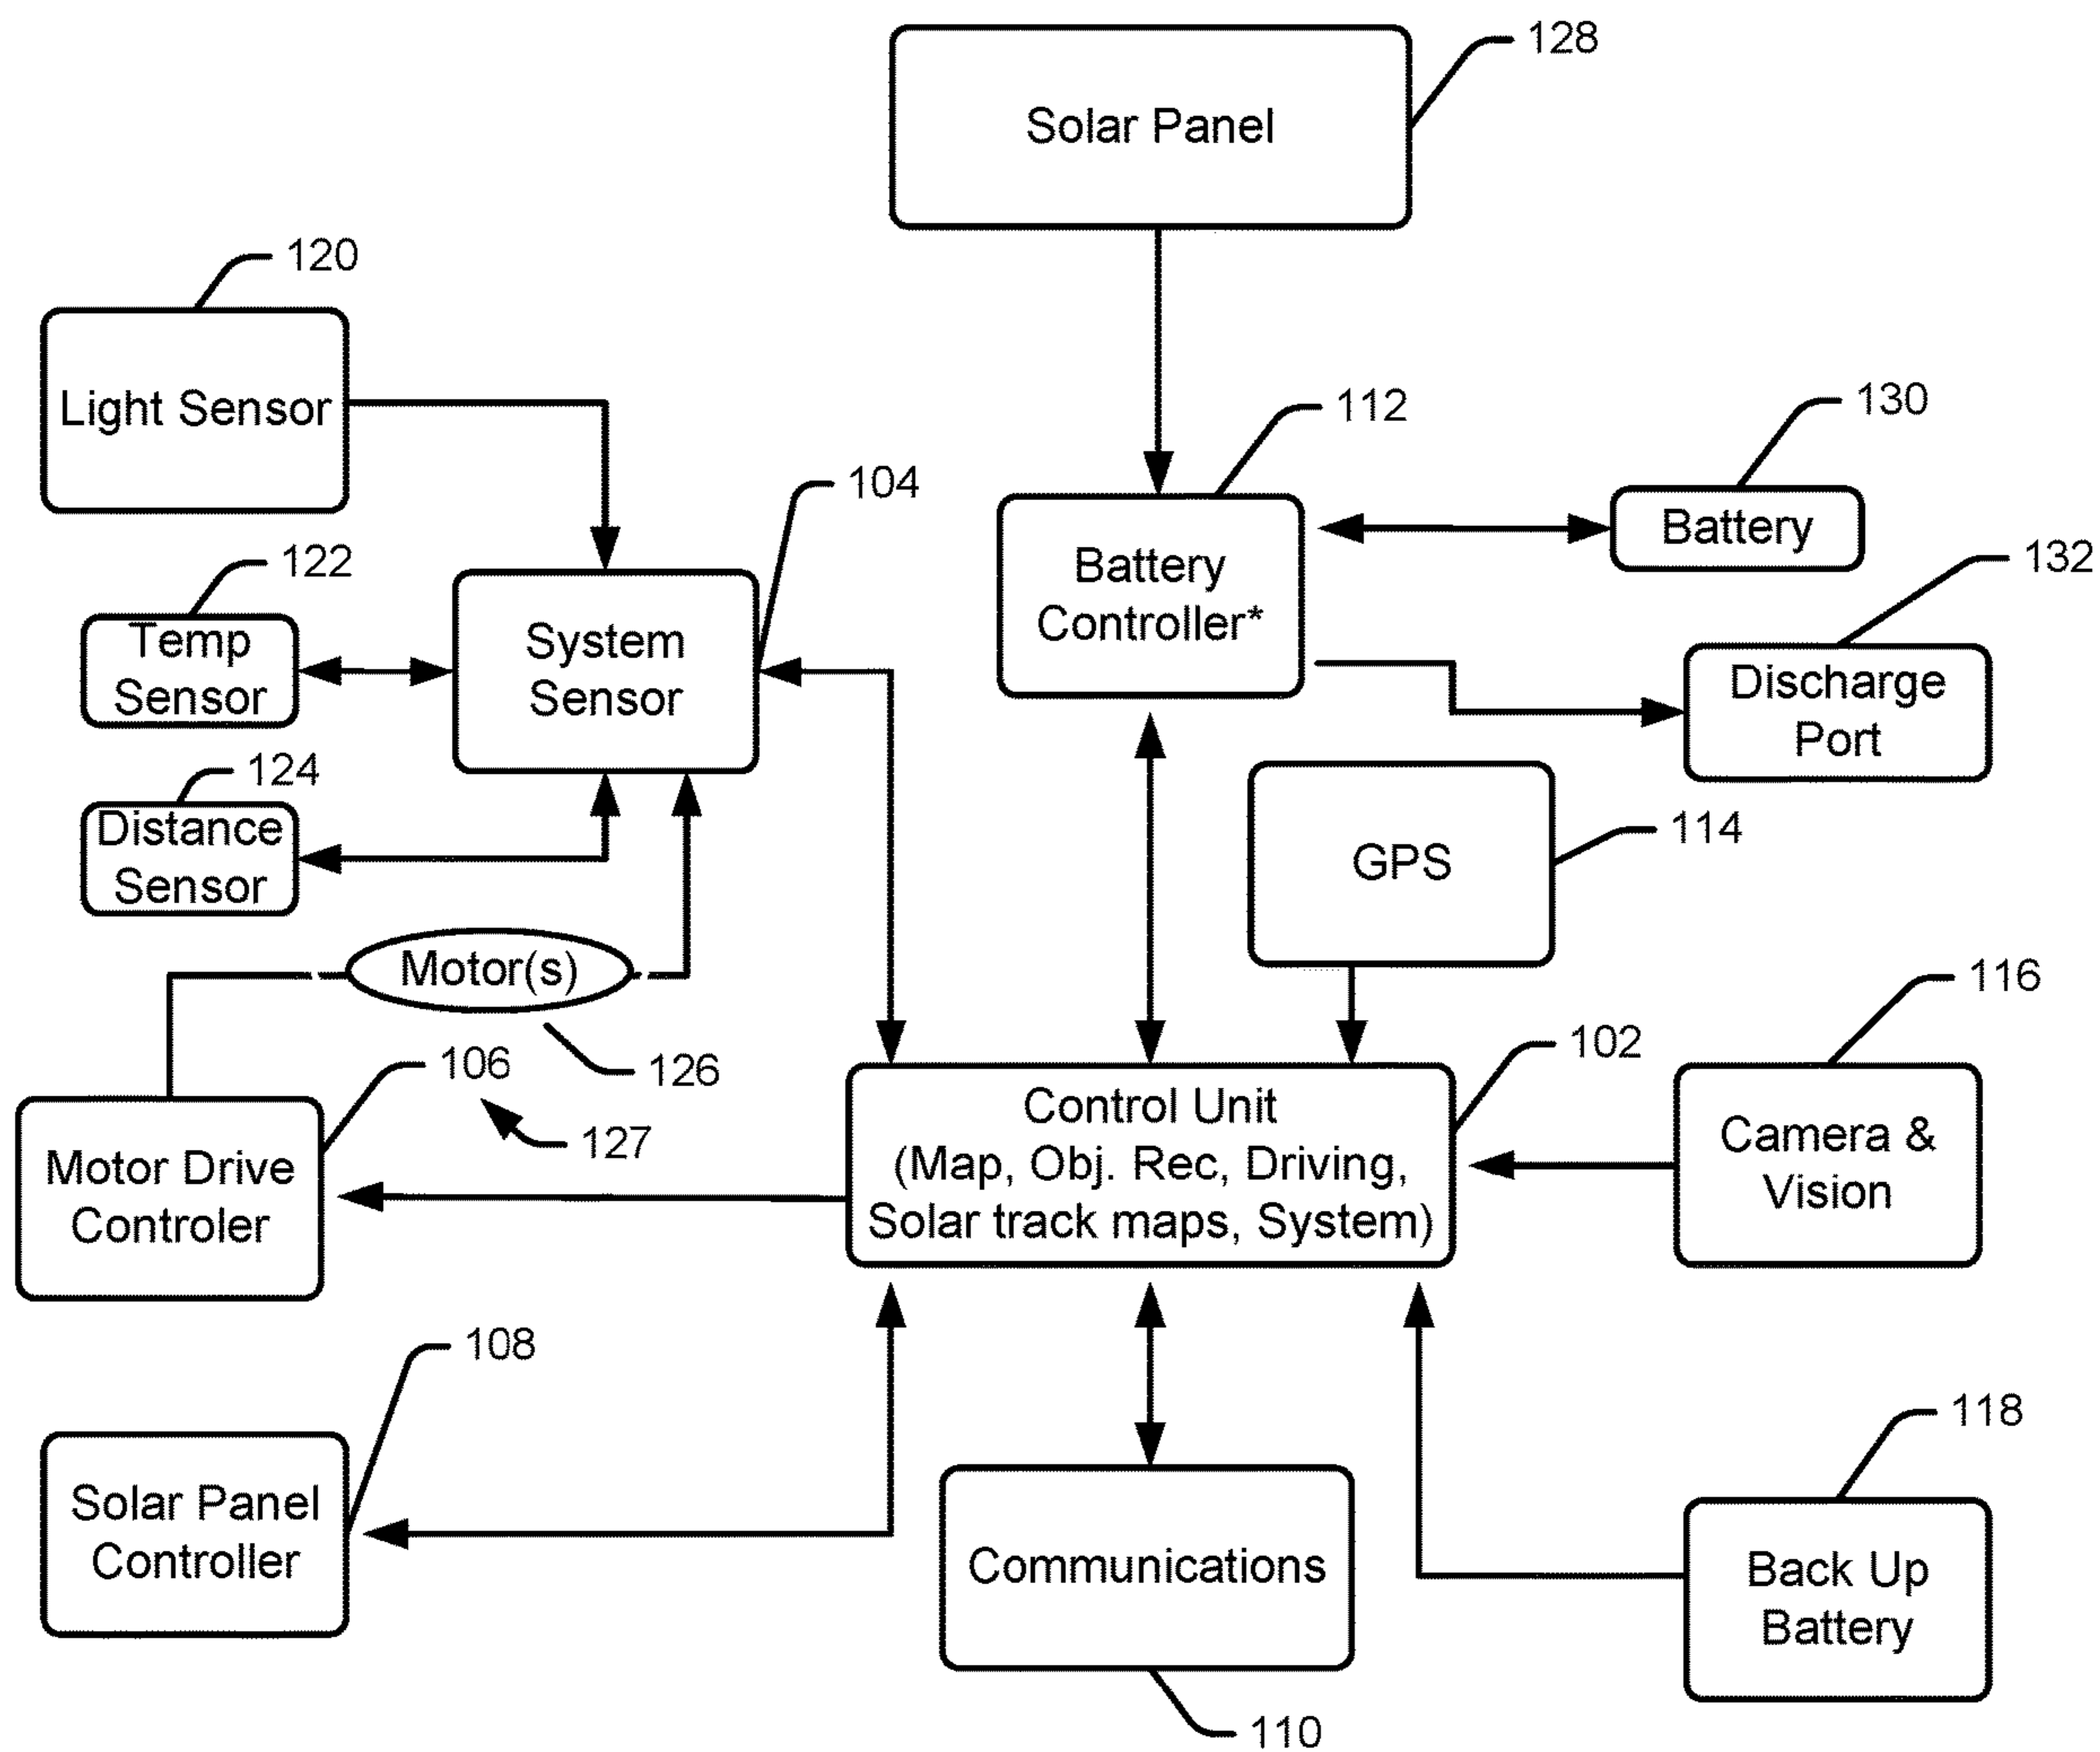 128
Solar Panel
120
Light Sensor
112
130
104
Battery
122
132
Temp
Sensor
System
Sensor
Battery
Controller*
Discharge
Port
124
Distance
Sensor
GPS
114
Motor(s)
116
106
126
102
127
Motor Drive
Controler
Control Unit
(Map, Obj. Rec, Driving,
Solar track maps, System)
Camera &
Vision
108
118
Solar Panel
Controller
Communications
Back Up
Battery
110